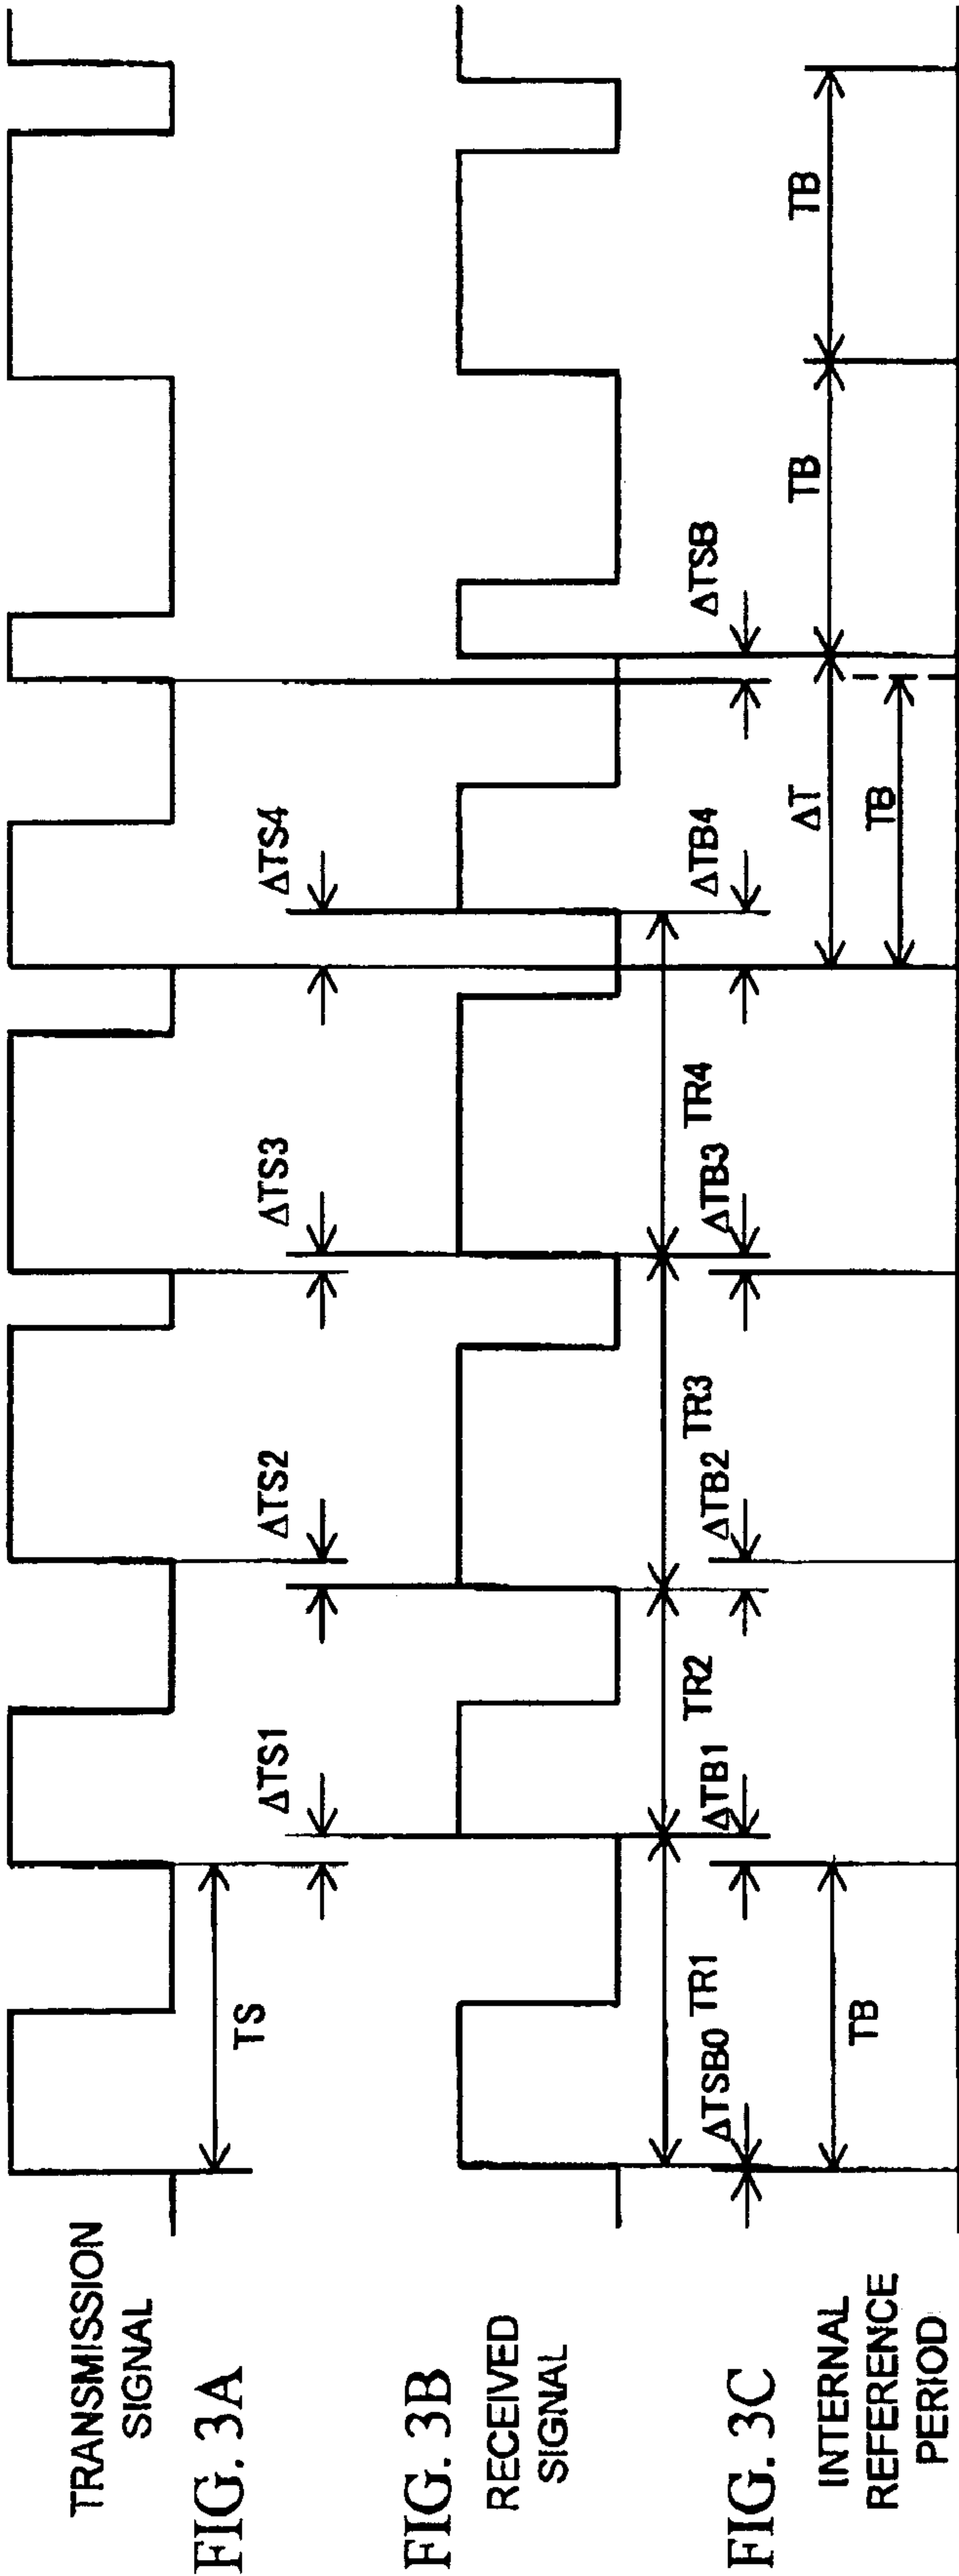 TRANSMISSION
SIGNAL
FIG. 3A
TS
ΔTS1
ΔTS2
ΔTS3
ΔTS4
FIG. 3B
RECEIVED
SIGNAL
TR1
TR2
TR3
TR4
FIG. 3C
ΔTSB0
ΔTB1
ΔTB2
ΔTB3
ΔTB4
ΔTSB
INTERNAL
REFERENCE
PERIOD
TB
ΔT
TB
TB
TB